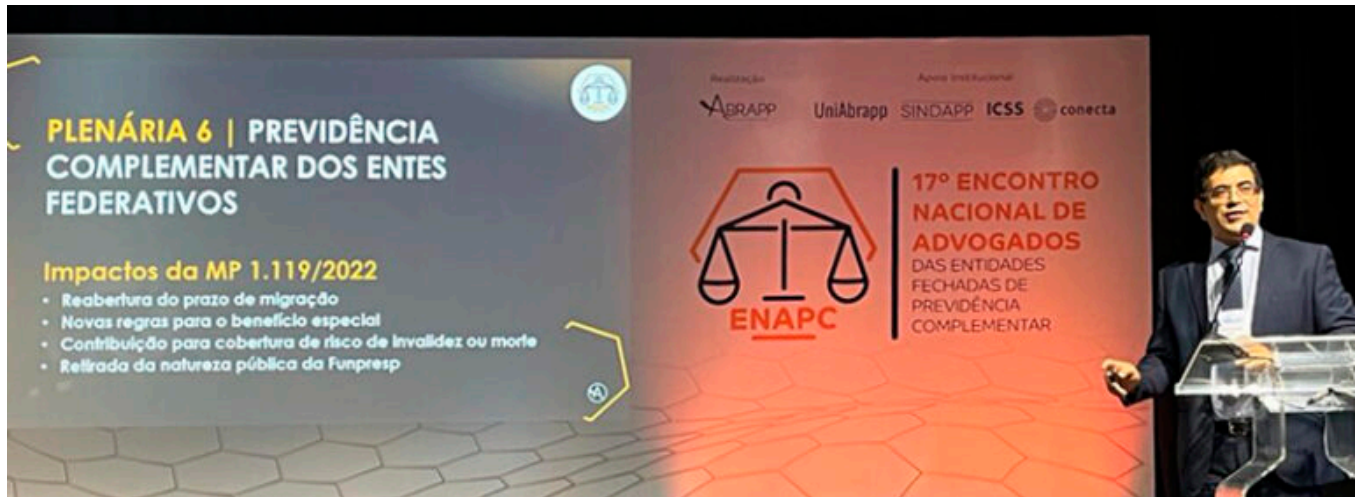 PLENÁRIA 6 | PREVIDÊNCIA
COMPLEMENTAR DOS ENTES
FEDERATIVOS
Impactos da MP 1.119/2022
• Reabertura do prazo de migração
• Novas regras para o benefício especial
• Contribuição para cobertura de risco de invalidez ou morte
• Retirada da natureza pública da Funpresp
Realização
Apoio Institucional
ABRAPP
UniAbrapp SINDAPP ICSS conecta
ENAPC
17º ENCONTRO
NACIONAL DE
ADVOGADOS
DAS ENTIDADES
FECHADAS DE
PREVIDÊNCIA
COMPLEMENTAR